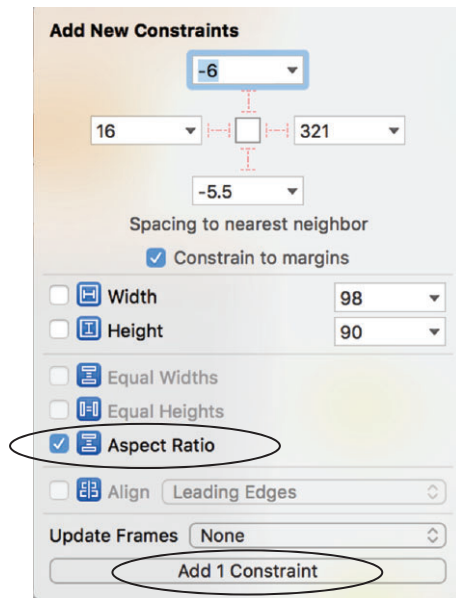 Add New Constraints
-6
16 321
-5.5
Spacing to nearest neighbor
Constrain to margins
Width 98
Height 90
Equal Widths
Equal Heights
Aspect Ratio
Align Leading Edges
Update Frames None
Add 1 Constraint